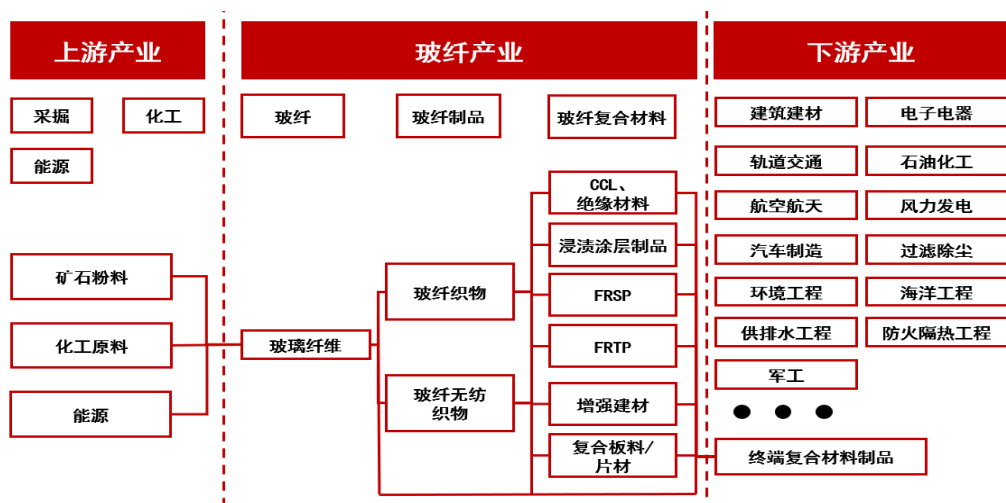 上游产业
玻纤产业
下游产业
采掘
化工
能源
玻纤
玻纤制品
玻纤复合材料
建筑建材
电子电器
轨道交通
石油化工
航空航天
风力发电
汽车制造
过滤除尘
环境工程
海洋工程
供排水工程
防火隔热工程
军工
矿石粉料
化工原料
能源
玻璃纤维
玻纤织物
玻纤无纺
织物
CCL、
绝缘材料
浸渍涂层制品
FRSP
FRTP
增强建材
复合板料/
片材
终端复合材料制品